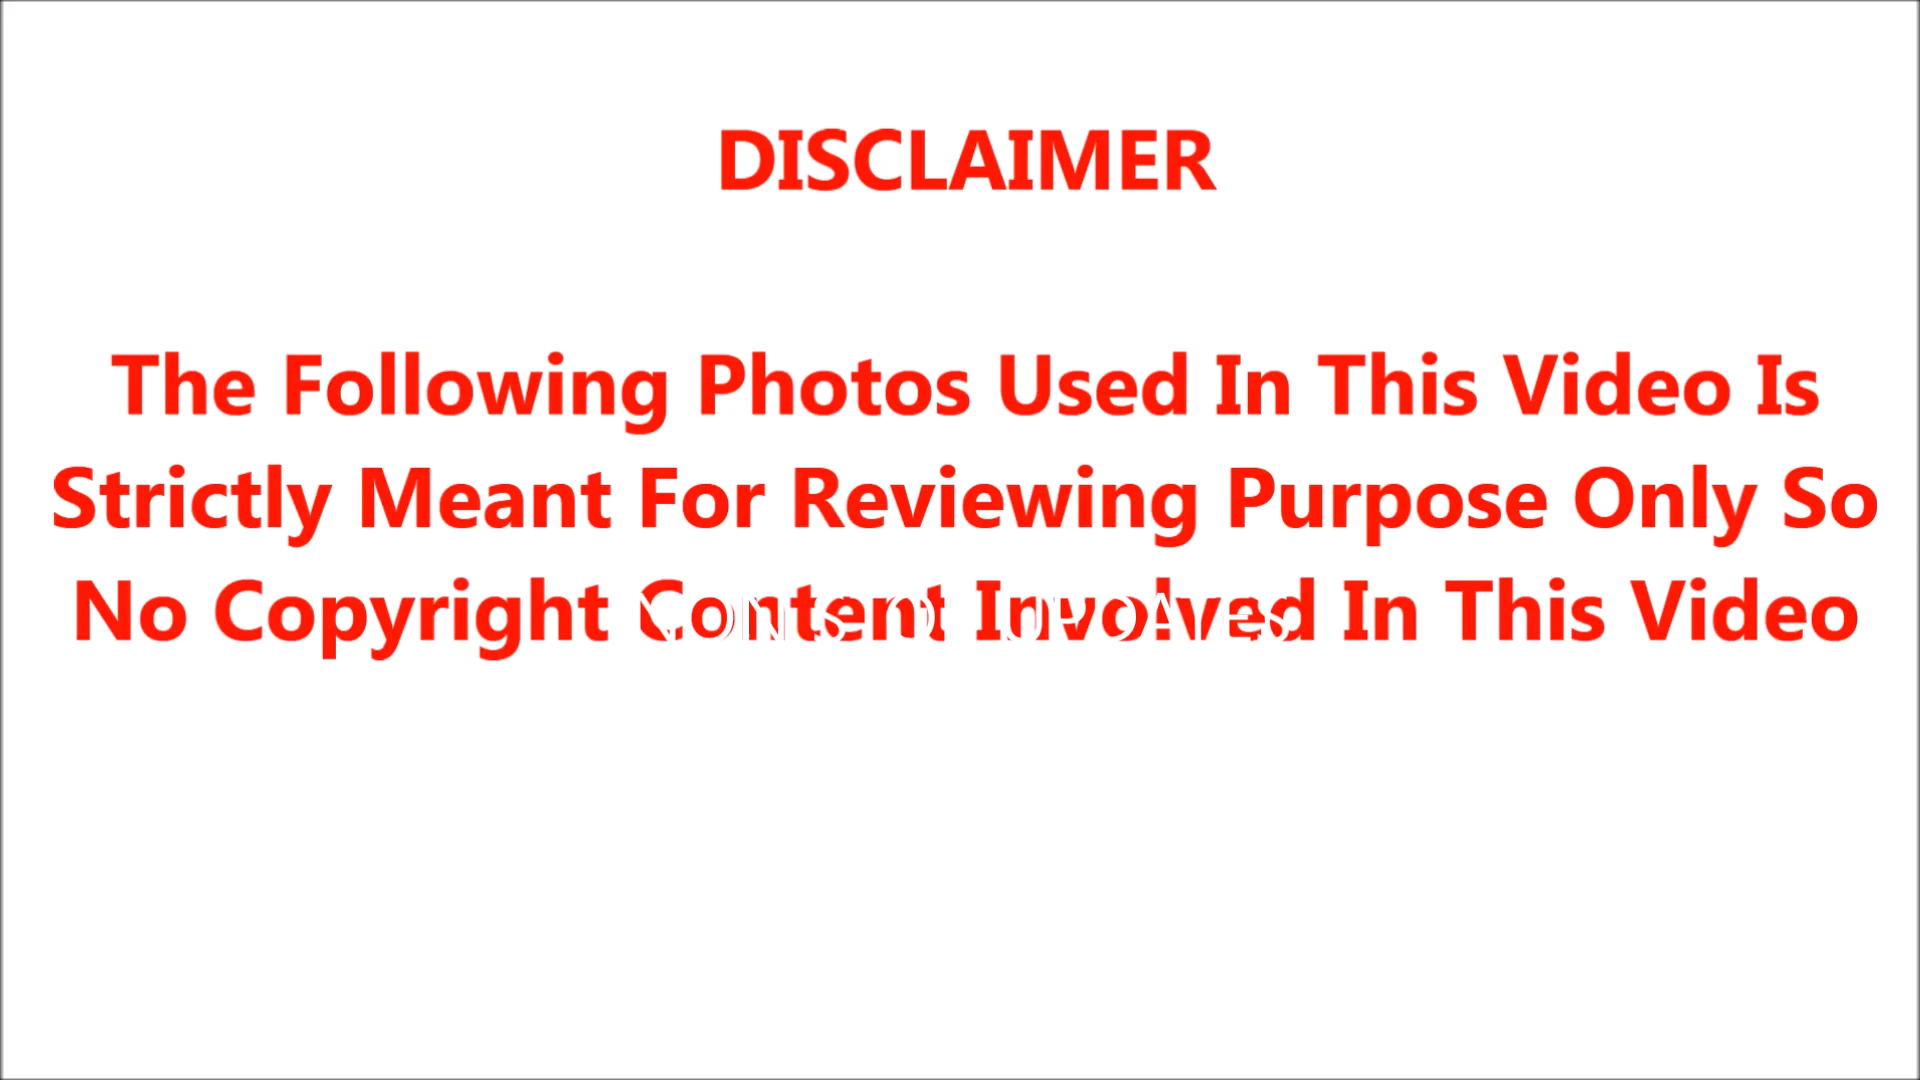 DISCLAIMER
The Following Photos Used In This Video Is
Strictly Meant For Reviewing Purpose Only So
No Copyright Content Involved In This Video